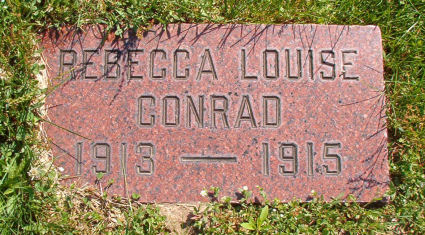 REBECCA LOUISE
CONRAD
1913 — 1915